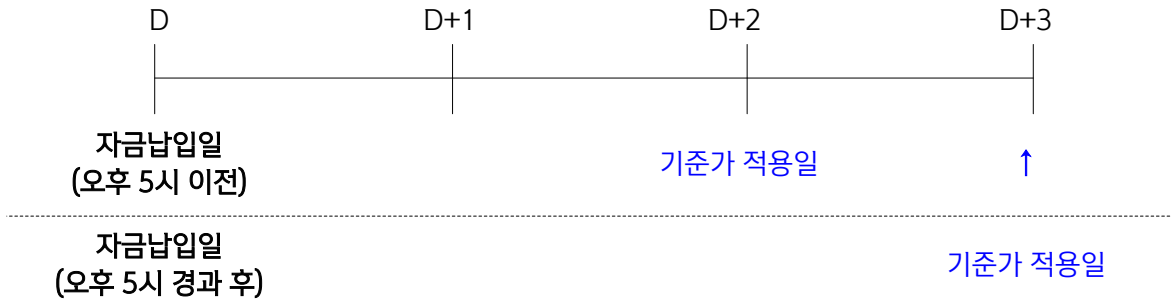 D D+1 D+2 D+3
자금납입일
(오후 5시 이전)
기준가 적용일 ↑
자금납입일
(오후 5시 경과 후)
기준가 적용일